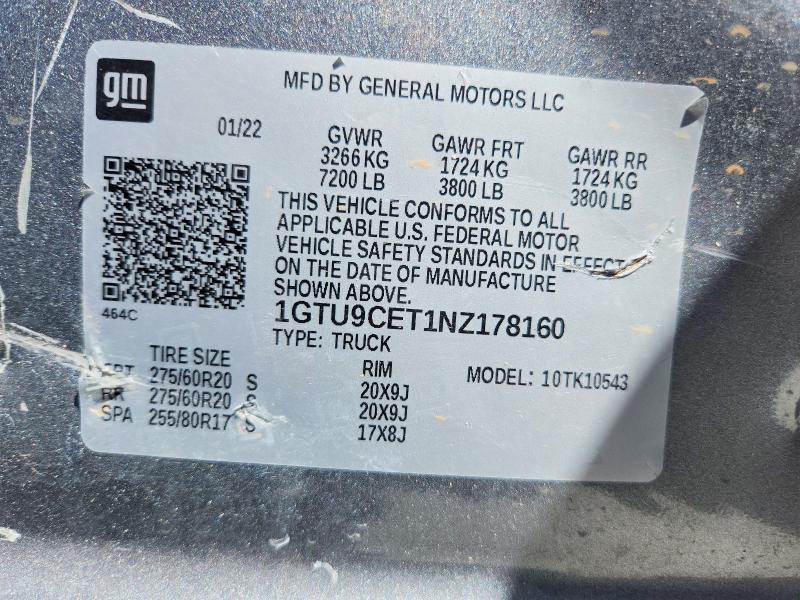 gm
MFD BY GENERAL MOTORS LLC
01/22
GVWR
3266 KG
7200 LB
GAWR FRT
1724 KG
3800 LB
GAWR RR
1724 KG
3800 LB
THIS VEHICLE CONFORMS TO ALL
APPLICABLE U.S. FEDERAL MOTOR
VEHICLE SAFETY STANDARDS IN EFFECT
ON THE DATE OF MANUFACTURE
SHOWN ABOVE.
464C
1GTU9CET1NZ178160
TYPE: TRUCK
TIRE SIZE
RIM
MODEL: 10TK10543
275/60R20 S 20X9J
RR 275/60R20 S 20X9J
SPA 255/80R17 S 17X8J